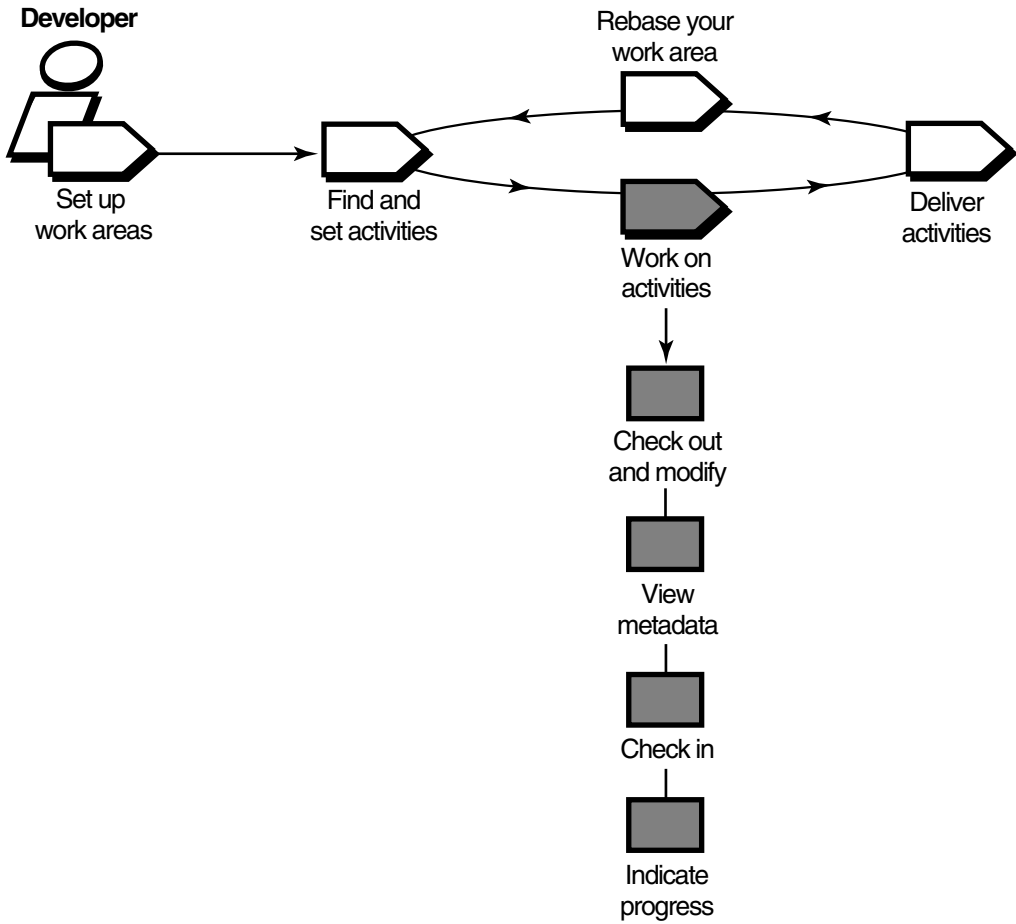 Developer
Rebase your
work area
Set up
work areas
Find and
set activities
Work on
activities
Deliver
activities
Check out
and modify
View
metadata
Check in
Indicate
progress